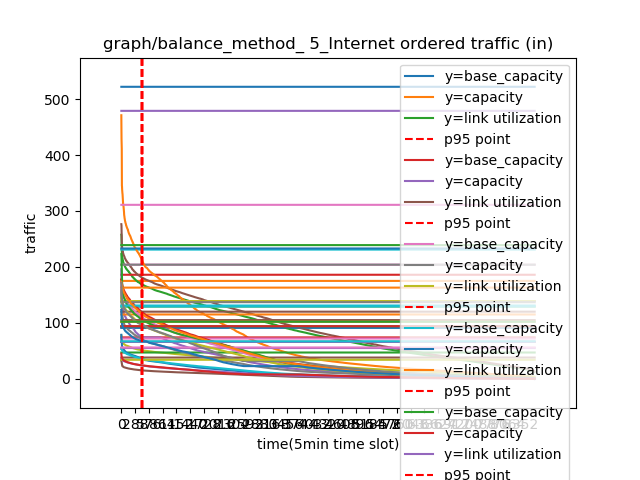 graph/balance_method_ 5_Internet ordered traffic (in)
traffic
500
400
300
200
100
0
time(5min time slot)
y=base_capacity
y=capacity
y=link utilization
p95 point
y=base_capacity
y=capacity
y=link utilization
p95 point
y=base_capacity
y=capacity
y=link utilization
p95 point
y=base_capacity
y=capacity
y=link utilization
p95 point
y=base_capacity
y=capacity
y=link utilization
p95 point